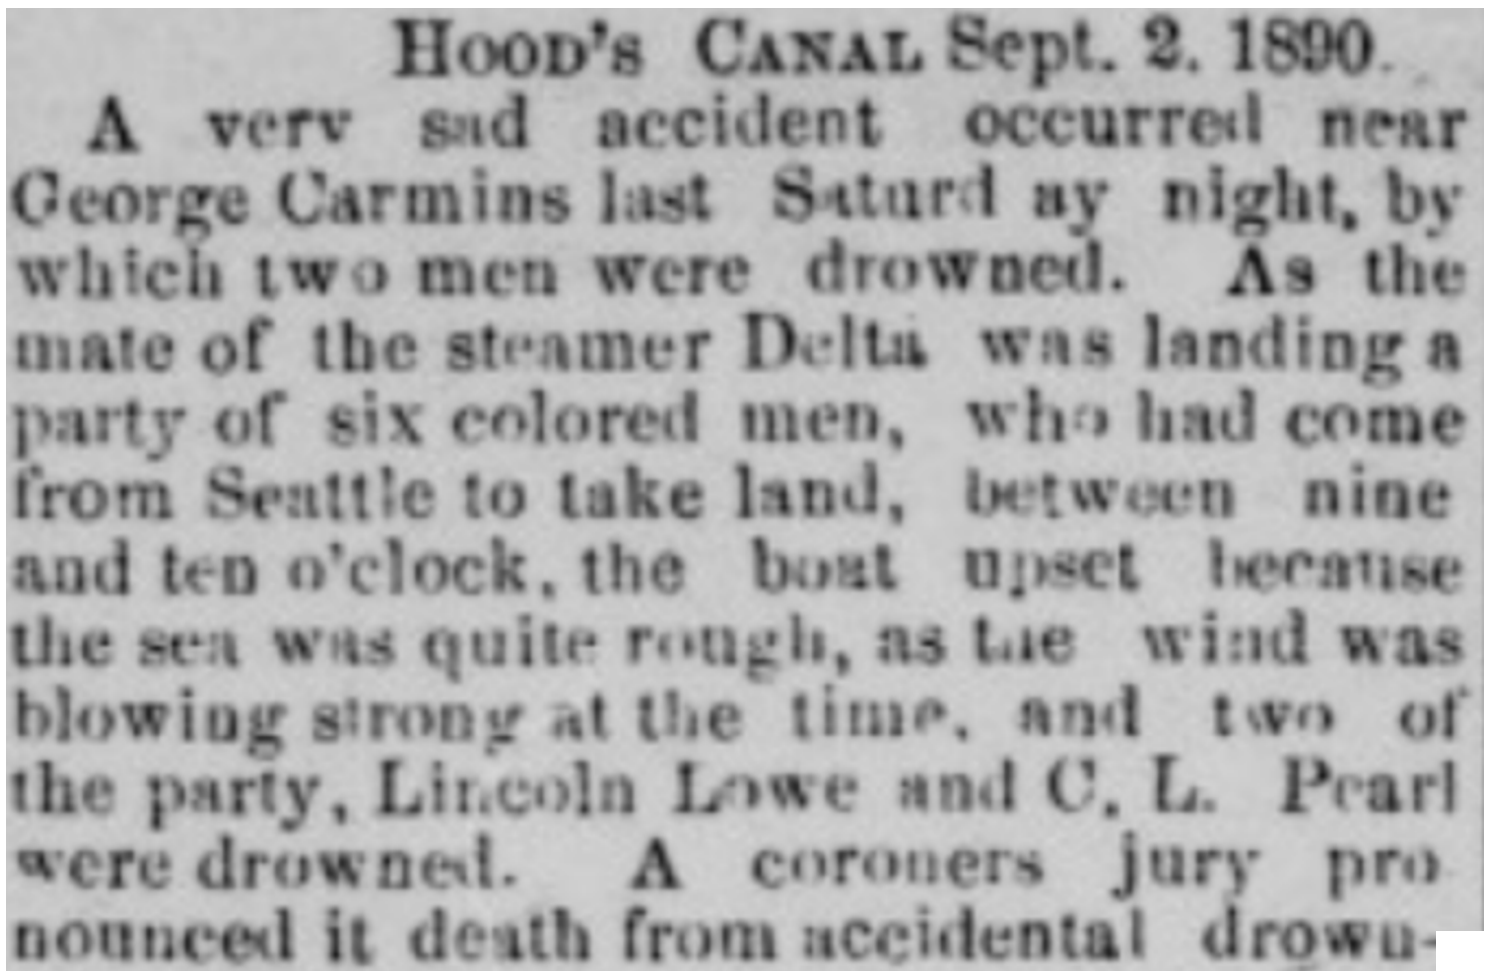 HOOD'S CANAL Sept. 2. 1890.
A very sad accident occurred near
George Carmins last Saturd ay night, by
which two men were drowned. As the
mate of the steamer Delta was landing a
party of six colored men, who had come
from Seattle to take land, between nine
and ten o'clock, the boat upset because
the sea was quite rough, as the wind was
blowing strong at the time, and two of
the party, Lincoln Lowe and C. L. Pearl
were drowned. A coroners jury pro
nounced it death from accidental drown-